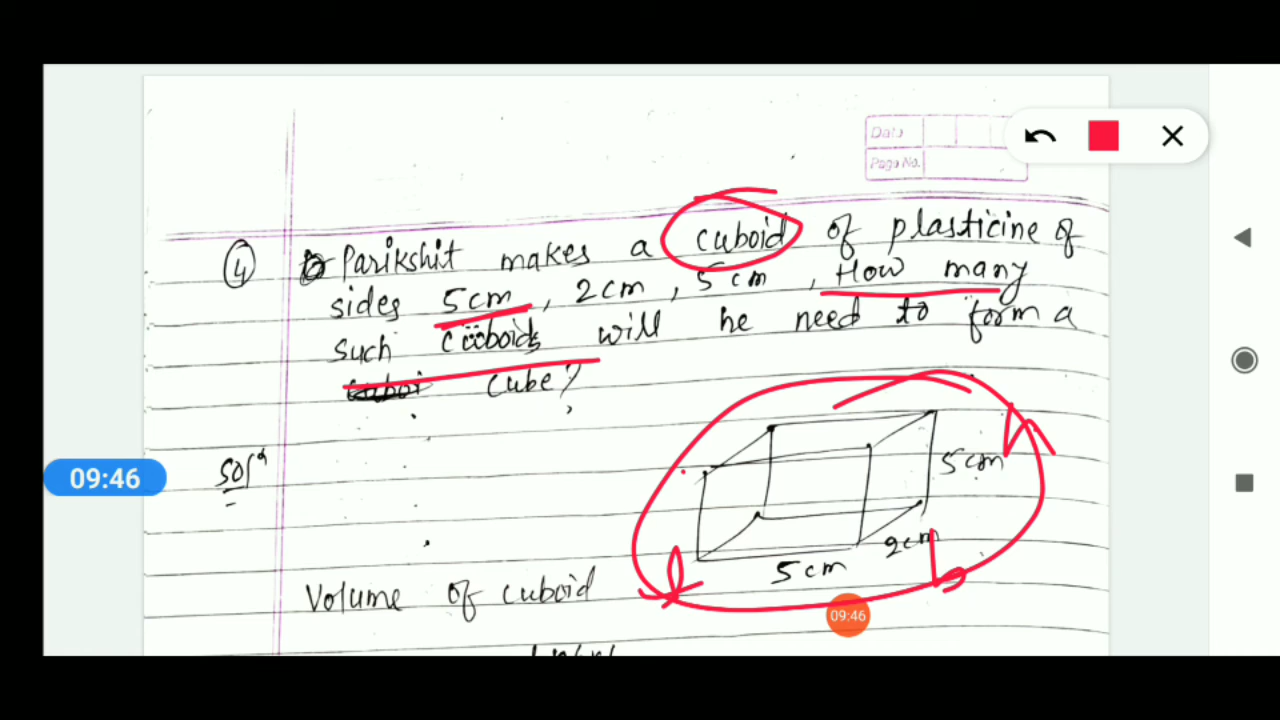 Date
Page No.
(4) Parikshit makes a cuboid of plasticine of
sides 5cm, 2cm, 5cm, How many
such cuboids will he need to form a
cube?
Soln
5cm
2cm
5cm
Volume of cuboid
09:46
09:46